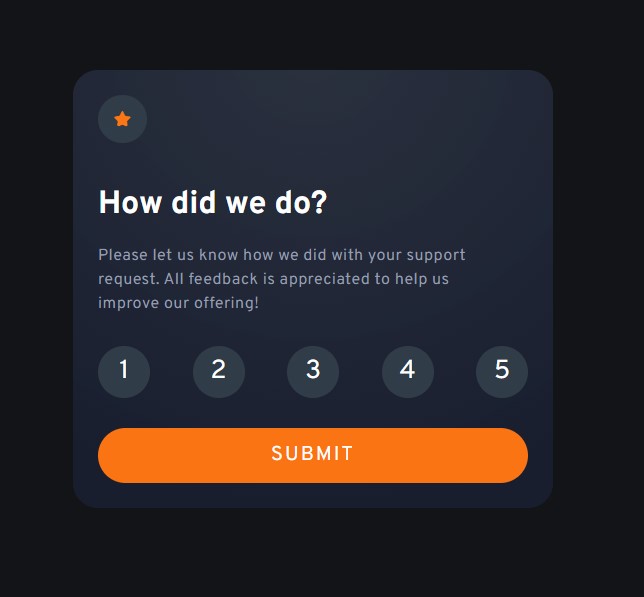 How did we do?
Please let us know how we did with your support
request. All feedback is appreciated to help us
improve our offering!
1 2 3 4 5
SUBMIT